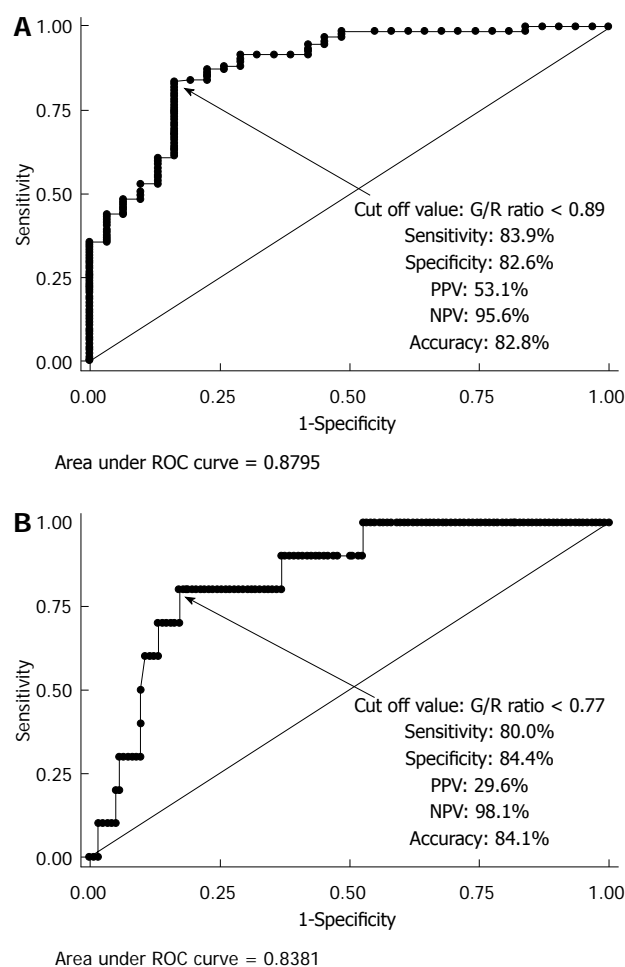 A
1.00
0.75
0.50
0.25
0.00
Sensitivity
Cut off value: G/R ratio < 0.89
Sensitivity: 83.9%
Specificity: 82.6%
PPV: 53.1%
NPV: 95.6%
Accuracy: 82.8%
0.00 0.25 0.50 0.75 1.00
1-Specificity
Area under ROC curve = 0.8795
B
1.00
0.75
0.50
0.25
0.00
Sensitivity
Cut off value: G/R ratio < 0.77
Sensitivity: 80.0%
Specificity: 84.4%
PPV: 29.6%
NPV: 98.1%
Accuracy: 84.1%
0.00 0.25 0.50 0.75 1.00
1-Specificity
Area under ROC curve = 0.8381